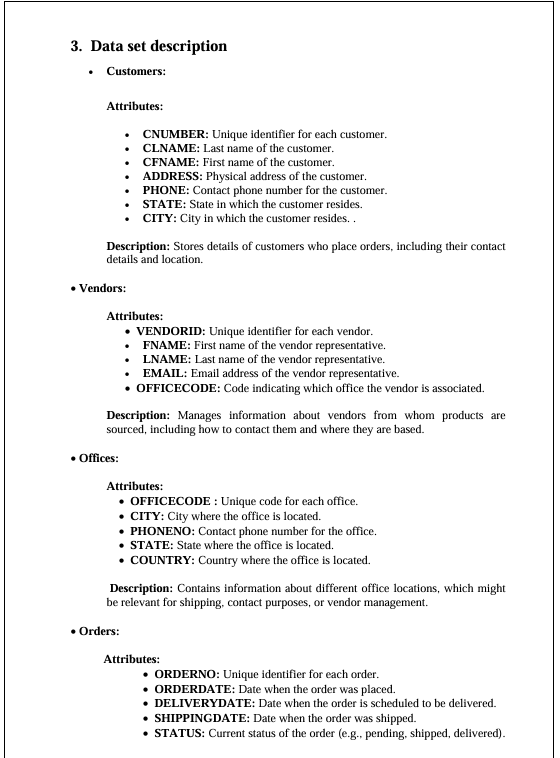 3. Data set description
• Customers:
Attributes:
• CNUMBER: Unique identifier for each customer.
• CLNAME: Last name of the customer.
• CFNAME: First name of the customer.
• ADDRESS: Physical address of the customer.
• PHONE: Contact phone number for the customer.
• STATE: State in which the customer resides.
• CITY: City in which the customer resides. .
Description: Stores details of customers who place orders, including their contact
details and location.
• Vendors:
Attributes:
• VENDORID: Unique identifier for each vendor.
• FNAME: First name of the vendor representative.
• LNAME: Last name of the vendor representative.
• EMAIL: Email address of the vendor representative.
• OFFICECODE: Code indicating which office the vendor is associated.
Description: Manages information about vendors from whom products are
sourced, including how to contact them and where they are based.
• Offices:
Attributes:
• OFFICECODE : Unique code for each office.
• CITY: City where the office is located.
• PHONENO: Contact phone number for the office.
• STATE: State where the office is located.
• COUNTRY: Country where the office is located.
Description: Contains information about different office locations, which might
be relevant for shipping, contact purposes, or vendor management.
• Orders:
Attributes:
• ORDERNO: Unique identifier for each order.
• ORDERDATE: Date when the order was placed.
• DELIVERYDATE: Date when the order is scheduled to be delivered.
• SHIPPINGDATE: Date when the order was shipped.
• STATUS: Current status of the order (e.g., pending, shipped, delivered).